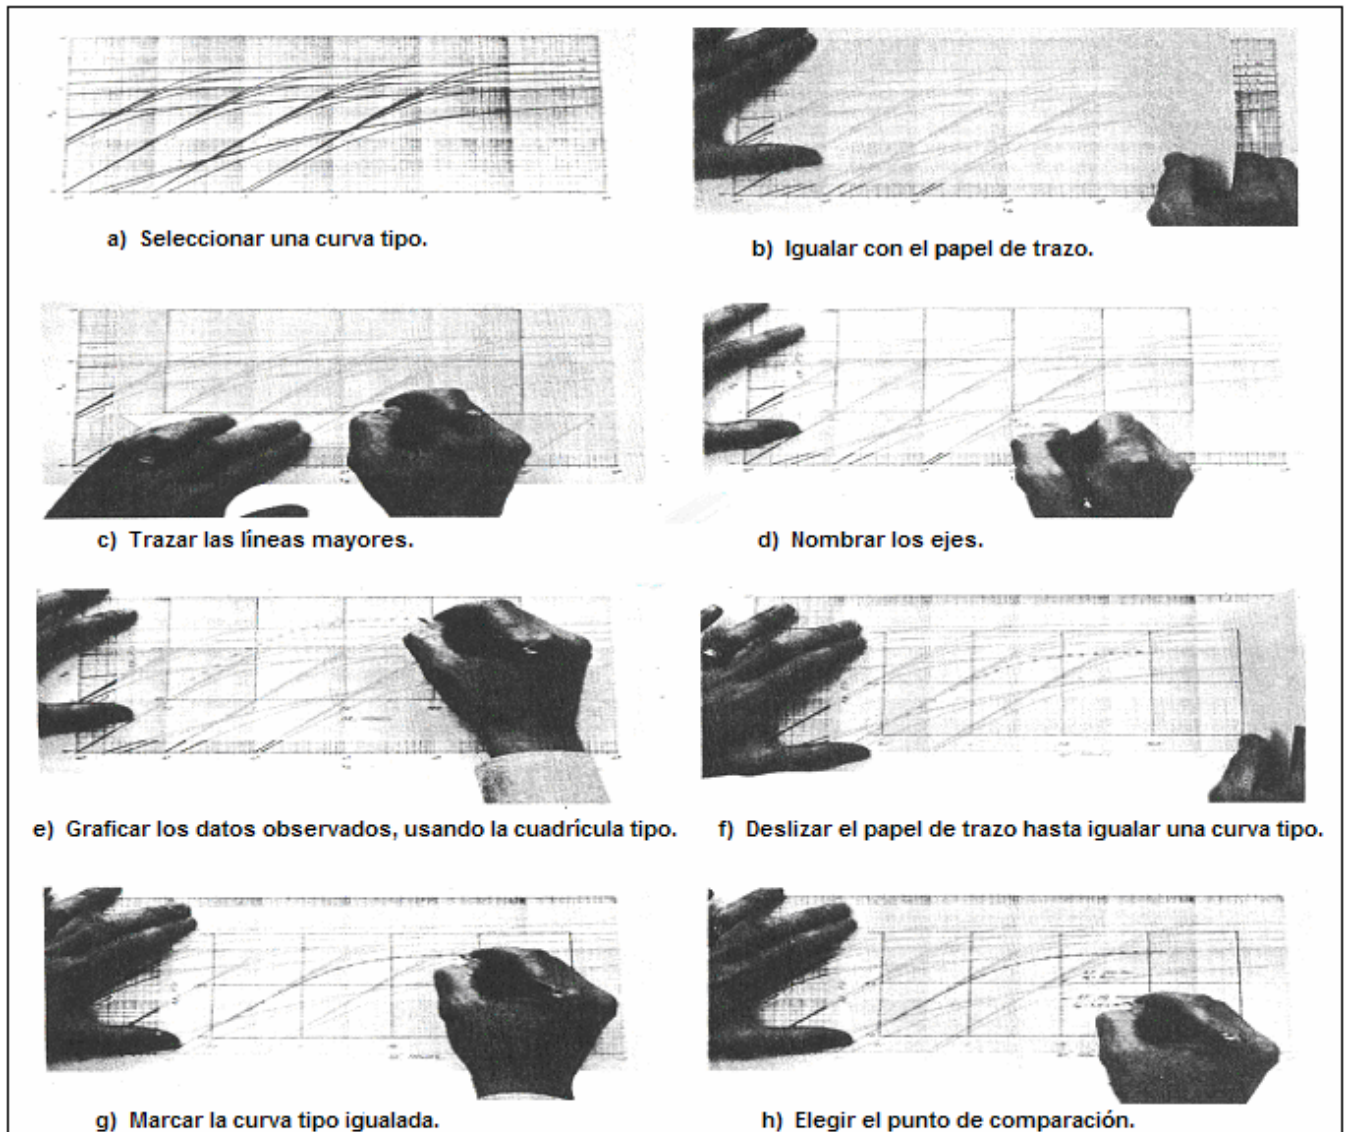 a) Seleccionar una curva tipo.
b) Igualar con el papel de trazo.
c) Trazar las líneas mayores.
d) Nombrar los ejes.
e) Graficar los datos observados, usando la cuadrícula tipo.
f) Deslizar el papel de trazo hasta igualar una curva tipo.
g) Marcar la curva tipo igualada.
h) Elegir el punto de comparación.